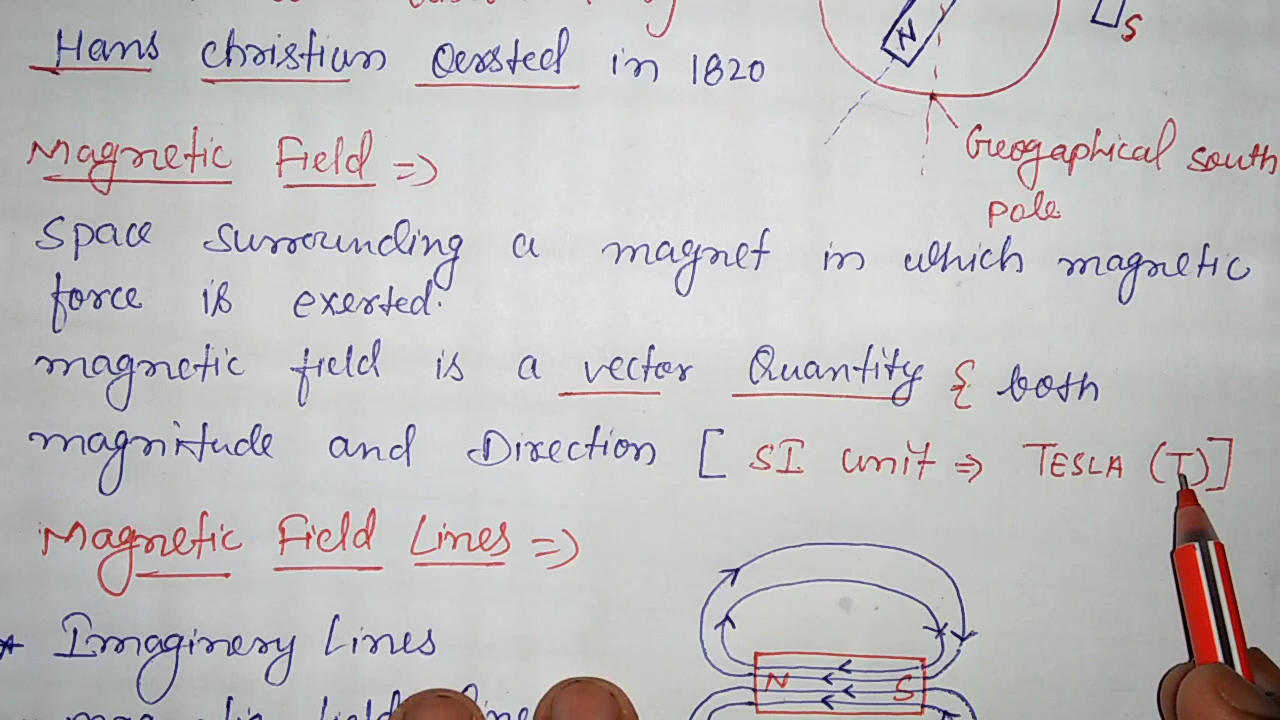 Hans christian Oersted in 1820
N
S
Geogaphical south
pole
Magnetic Field =>
Space surrounding a magnet in which magnetic
force is exerted.
magnetic field is a vector Quantity { both
magnitude and Direction [ SI unit => TESLA (T)]
Magnetic Field Lines =>
Imaginery Lines
N S